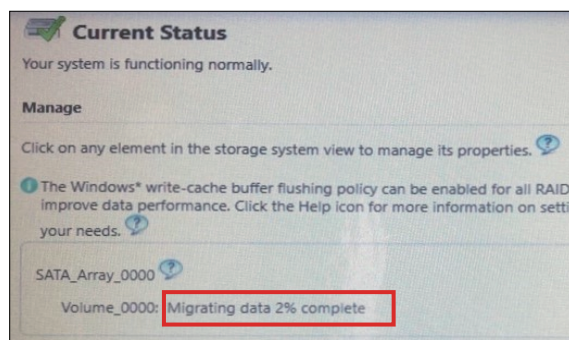 Current Status
Your system is functioning normally.
Manage
Click on any element in the storage system view to manage its properties.
The Windows* write-cache buffer flushing policy can be enabled for all RAID
improve data performance. Click the Help icon for more information on setti
your needs.
SATA_Array_0000
Volume_0000: Migrating data 2% complete